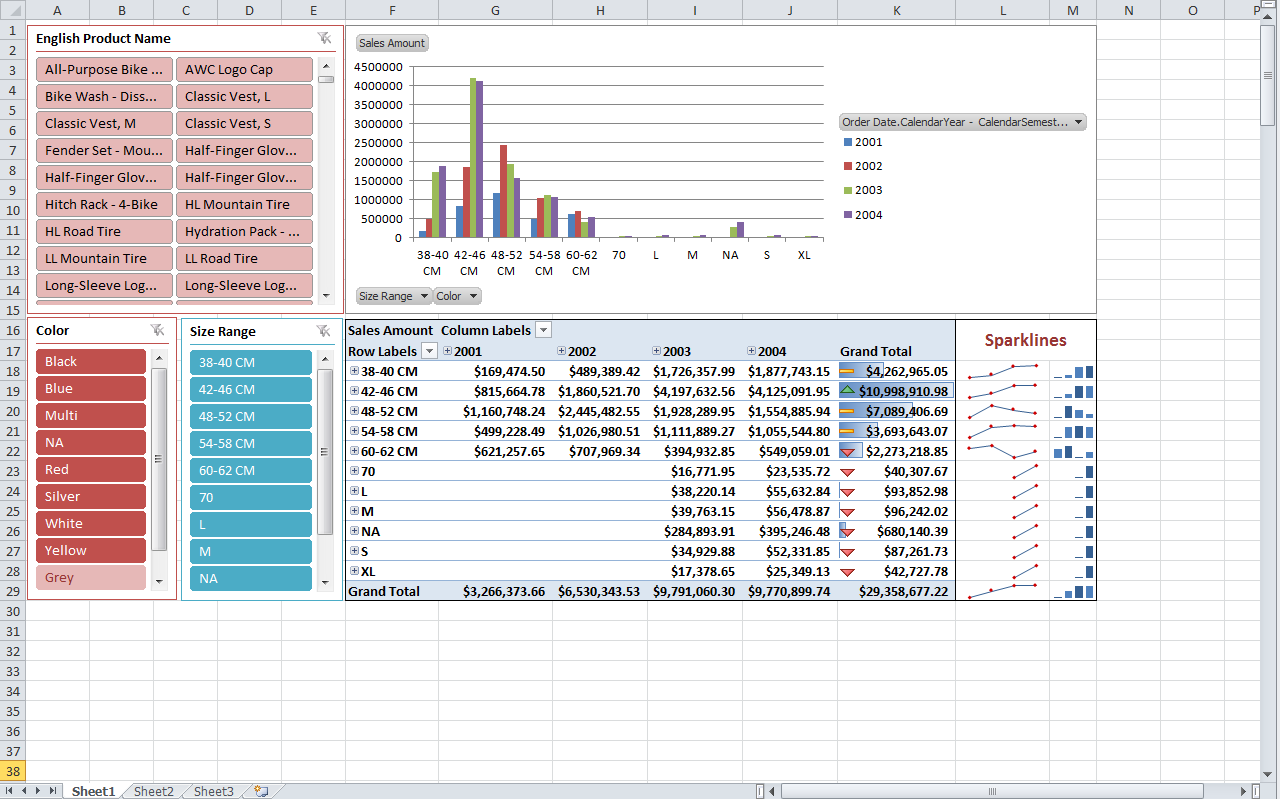 A B C D E F G H I J K L M N O P
1 English Product Name
2 Sales Amount
3 All-Purpose Bike ... AWC Logo Cap
4 Bike Wash - Diss... Classic Vest, L
5 Classic Vest, M Classic Vest, S
6
7 Fender Set - Mou... Half-Finger Glov...
8 Half-Finger Glov... Half-Finger Glov...
9
10 Hitch Rack - 4-Bike HL Mountain Tire
11 HL Road Tire Hydration Pack - ...
12 LL Mountain Tire LL Road Tire
13
14 Long-Sleeve Log... Long-Sleeve Log...
15
4500000
4000000
3500000
3000000
2500000
2000000
1500000
1000000
500000
0
38-40 CM 42-46 CM 48-52 CM 54-58 CM 60-62 CM 70 L M NA S XL
Size Range Color
Order Date.CalendarYear - CalendarSemest...
2001
2002
2003
2004
Color
Black
Blue
Multi
NA
Red
Silver
White
Yellow
Grey
Size Range
38-40 CM
42-46 CM
48-52 CM
54-58 CM
60-62 CM
70
L
M
NA
16 Sales Amount Column Labels Sparklines
17 Row Labels 2001 2002 2003 2004 Grand Total
18 38-40 CM $169,474.50 $489,389.42 $1,726,357.99 $1,877,743.15 $4,262,965.05
19 42-46 CM $815,664.78 $1,860,521.70 $4,197,632.56 $4,125,091.95 $10,998,910.98
20 48-52 CM $1,160,748.24 $2,445,482.55 $1,928,289.95 $1,554,885.94 $7,089,406.69
21 54-58 CM $499,228.49 $1,026,980.51 $1,111,889.27 $1,055,544.80 $3,693,643.07
22 60-62 CM $621,257.65 $707,969.34 $394,932.85 $549,059.01 $2,273,218.85
23 70 $16,771.95 $23,535.72 $40,307.67
24 L $38,220.14 $55,632.84 $93,852.98
25 M $39,763.15 $56,478.87 $96,242.02
26 NA $284,893.91 $395,246.48 $680,140.39
27 S $34,929.88 $52,331.85 $87,261.73
28 XL $17,378.65 $25,349.13 $42,727.78
29 Grand Total $3,266,373.66 $6,530,343.53 $9,791,060.30 $9,770,899.74 $29,358,677.22
30
31
32
33
34
35
36
37
38
Sheet1 Sheet2 Sheet3